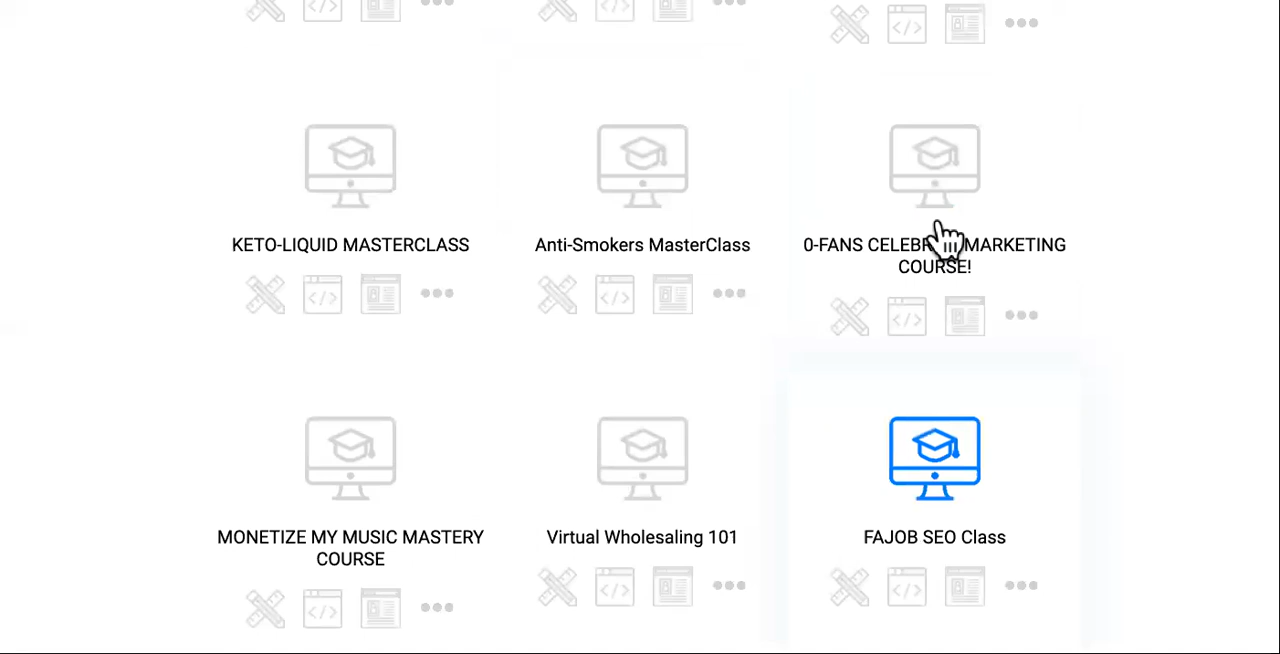 KETO-LIQUID MASTERCLASS
Anti-Smokers MasterClass
0-FANS CELEBR MARKETING
COURSE!
MONETIZE MY MUSIC MASTERY
COURSE
Virtual Wholesaling 101
FAJOB SEO Class